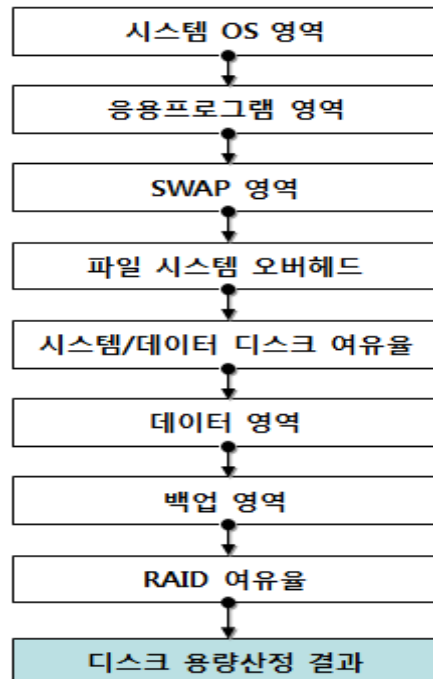 시스템 OS 영역
응용프로그램 영역
SWAP 영역
파일 시스템 오버헤드
시스템/데이터 디스크 여유율
데이터 영역
백업 영역
RAID 여유율
디스크 용량산정 결과